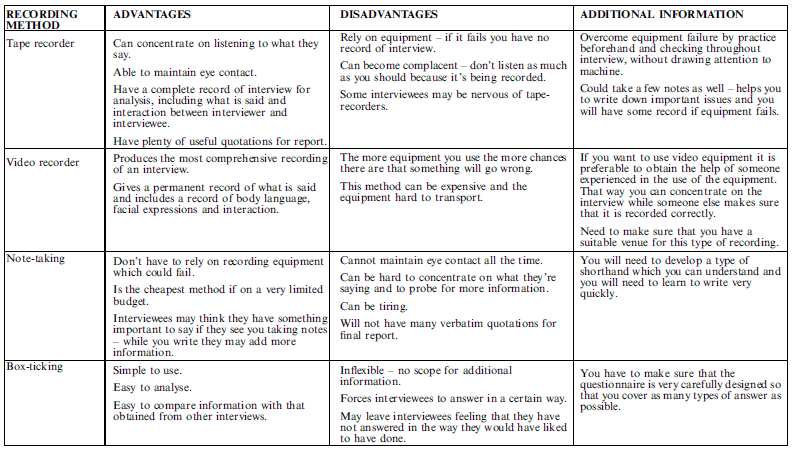 RECORDING
METHOD
ADVANTAGES
DISADVANTAGES
ADDITIONAL INFORMATION
Tape recorder
Can concentrate on listening to what they
say.
Able to maintain eye contact.
Have a complete record of interview for
analysis, including what is said and
interaction between interviewer and
interviewee.
Have plenty of useful quotations for report.
Rely on equipment – if it fails you have no
record of interview.
Can become complacent – don't listen as much
as you should because it's being recorded.
Some interviewees may be nervous of tape-
recorders.
Overcome equipment failure by practice
beforehand and checking throughout
interview, without drawing attention to
machine.
Could take a few notes as well – helps you
to write down important issues and you
will have some record if equipment fails.
Video recorder
Produces the most comprehensive recording
of an interview.
Gives a permanent record of what is said
and includes a record of body language,
facial expressions and interaction.
The more equipment you use the more chances
there are that something will go wrong.
This method can be expensive and the
equipment hard to transport.
If you want to use video equipment it is
preferable to obtain the help of someone
experienced in the use of the equipment.
That way you can concentrate on the
interview while someone else makes sure
that it is recorded correctly.
Need to make sure that you have a
suitable venue for this type of recording.
Note-taking
Don't have to rely on recording equipment
which could fail.
Is the cheapest method if on a very limited
budget.
Interviewees may think they have something
important to say if they see you taking notes
– while you write they may add more
information.
Cannot maintain eye contact all the time.
Can be hard to concentrate on what they're
saying and to probe for more information.
Can be tiring.
Will not have many verbatim quotations for
final report.
You will need to develop a type of
shorthand which you can understand and
you will need to learn to write very
quickly.
Box-ticking
Simple to use.
Easy to analyse.
Easy to compare information with that
obtained from other interviews.
Inflexible – no scope for additional
information.
Forces interviewees to answer in a certain way.
May leave interviewees feeling that they have
not answered in the way they would have liked
to have done.
You have to make sure that the
questionnaire is very carefully designed so
that you cover as many types of answer as
possible.